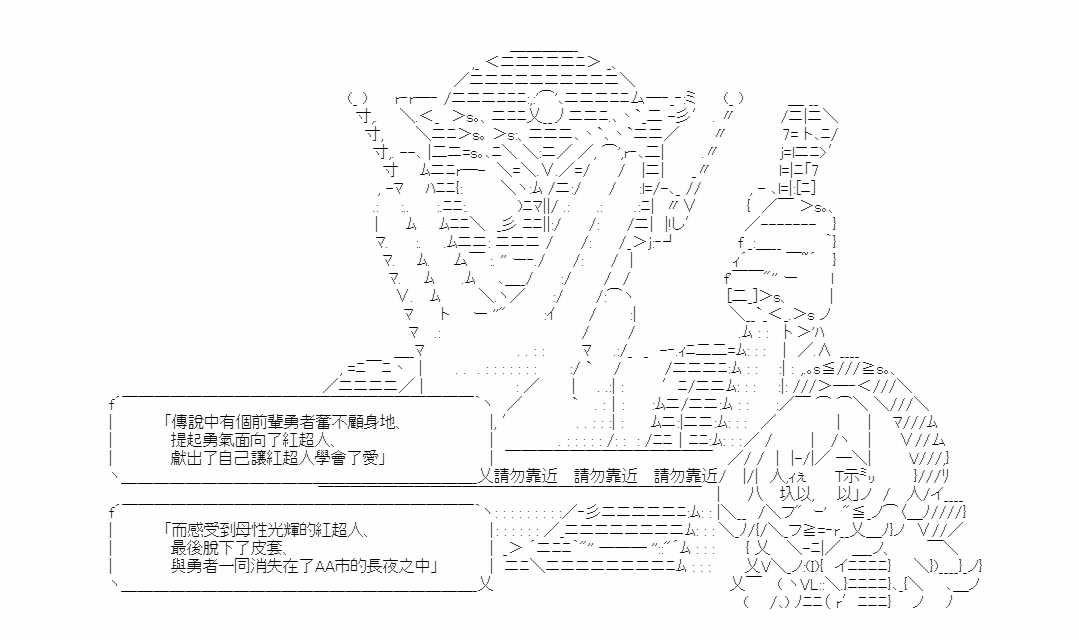 「傳說中有個前輩勇者奮不顧身地、
提起勇氣面向了紅超人、
獻出了自己讓紅超人學會了愛」
請勿靠近　請勿靠近　請勿靠近
「而感受到母性光輝的紅超人、
最後脫下了皮套、
與勇者一同消失在了AA市的長夜之中」